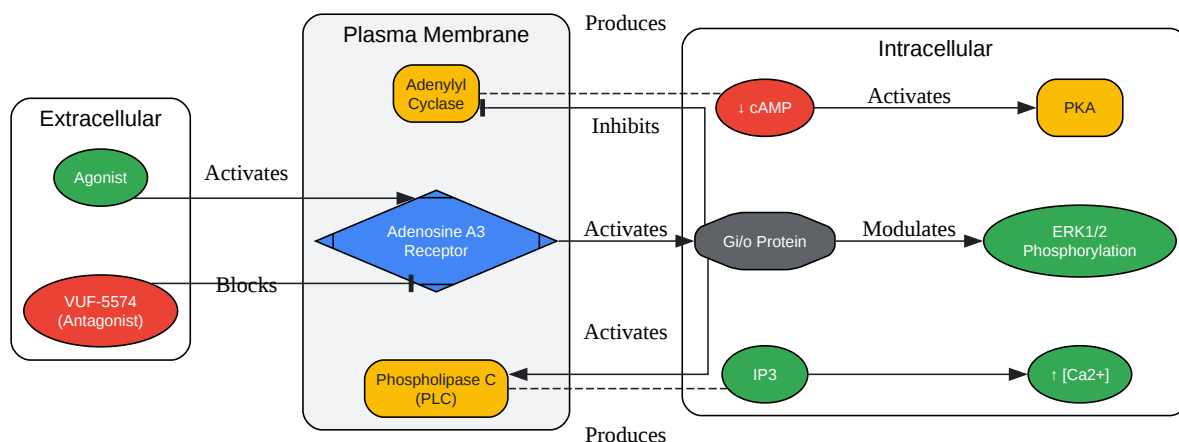 Produces
Plasma Membrane
Intracellular
Adenylyl
Cyclase
↓ cAMP
Activates
PKA
Extracellular
Inhibits
Agonist
Activates
Adenosine A3
Receptor
Activates
Gi/o Protein
Modulates
ERK1/2
Phosphorylation
Blocks
VUF-5574
(Antagonist)
Activates
Phospholipase C
(PLC)
IP3
↑ [Ca2+]
Produces